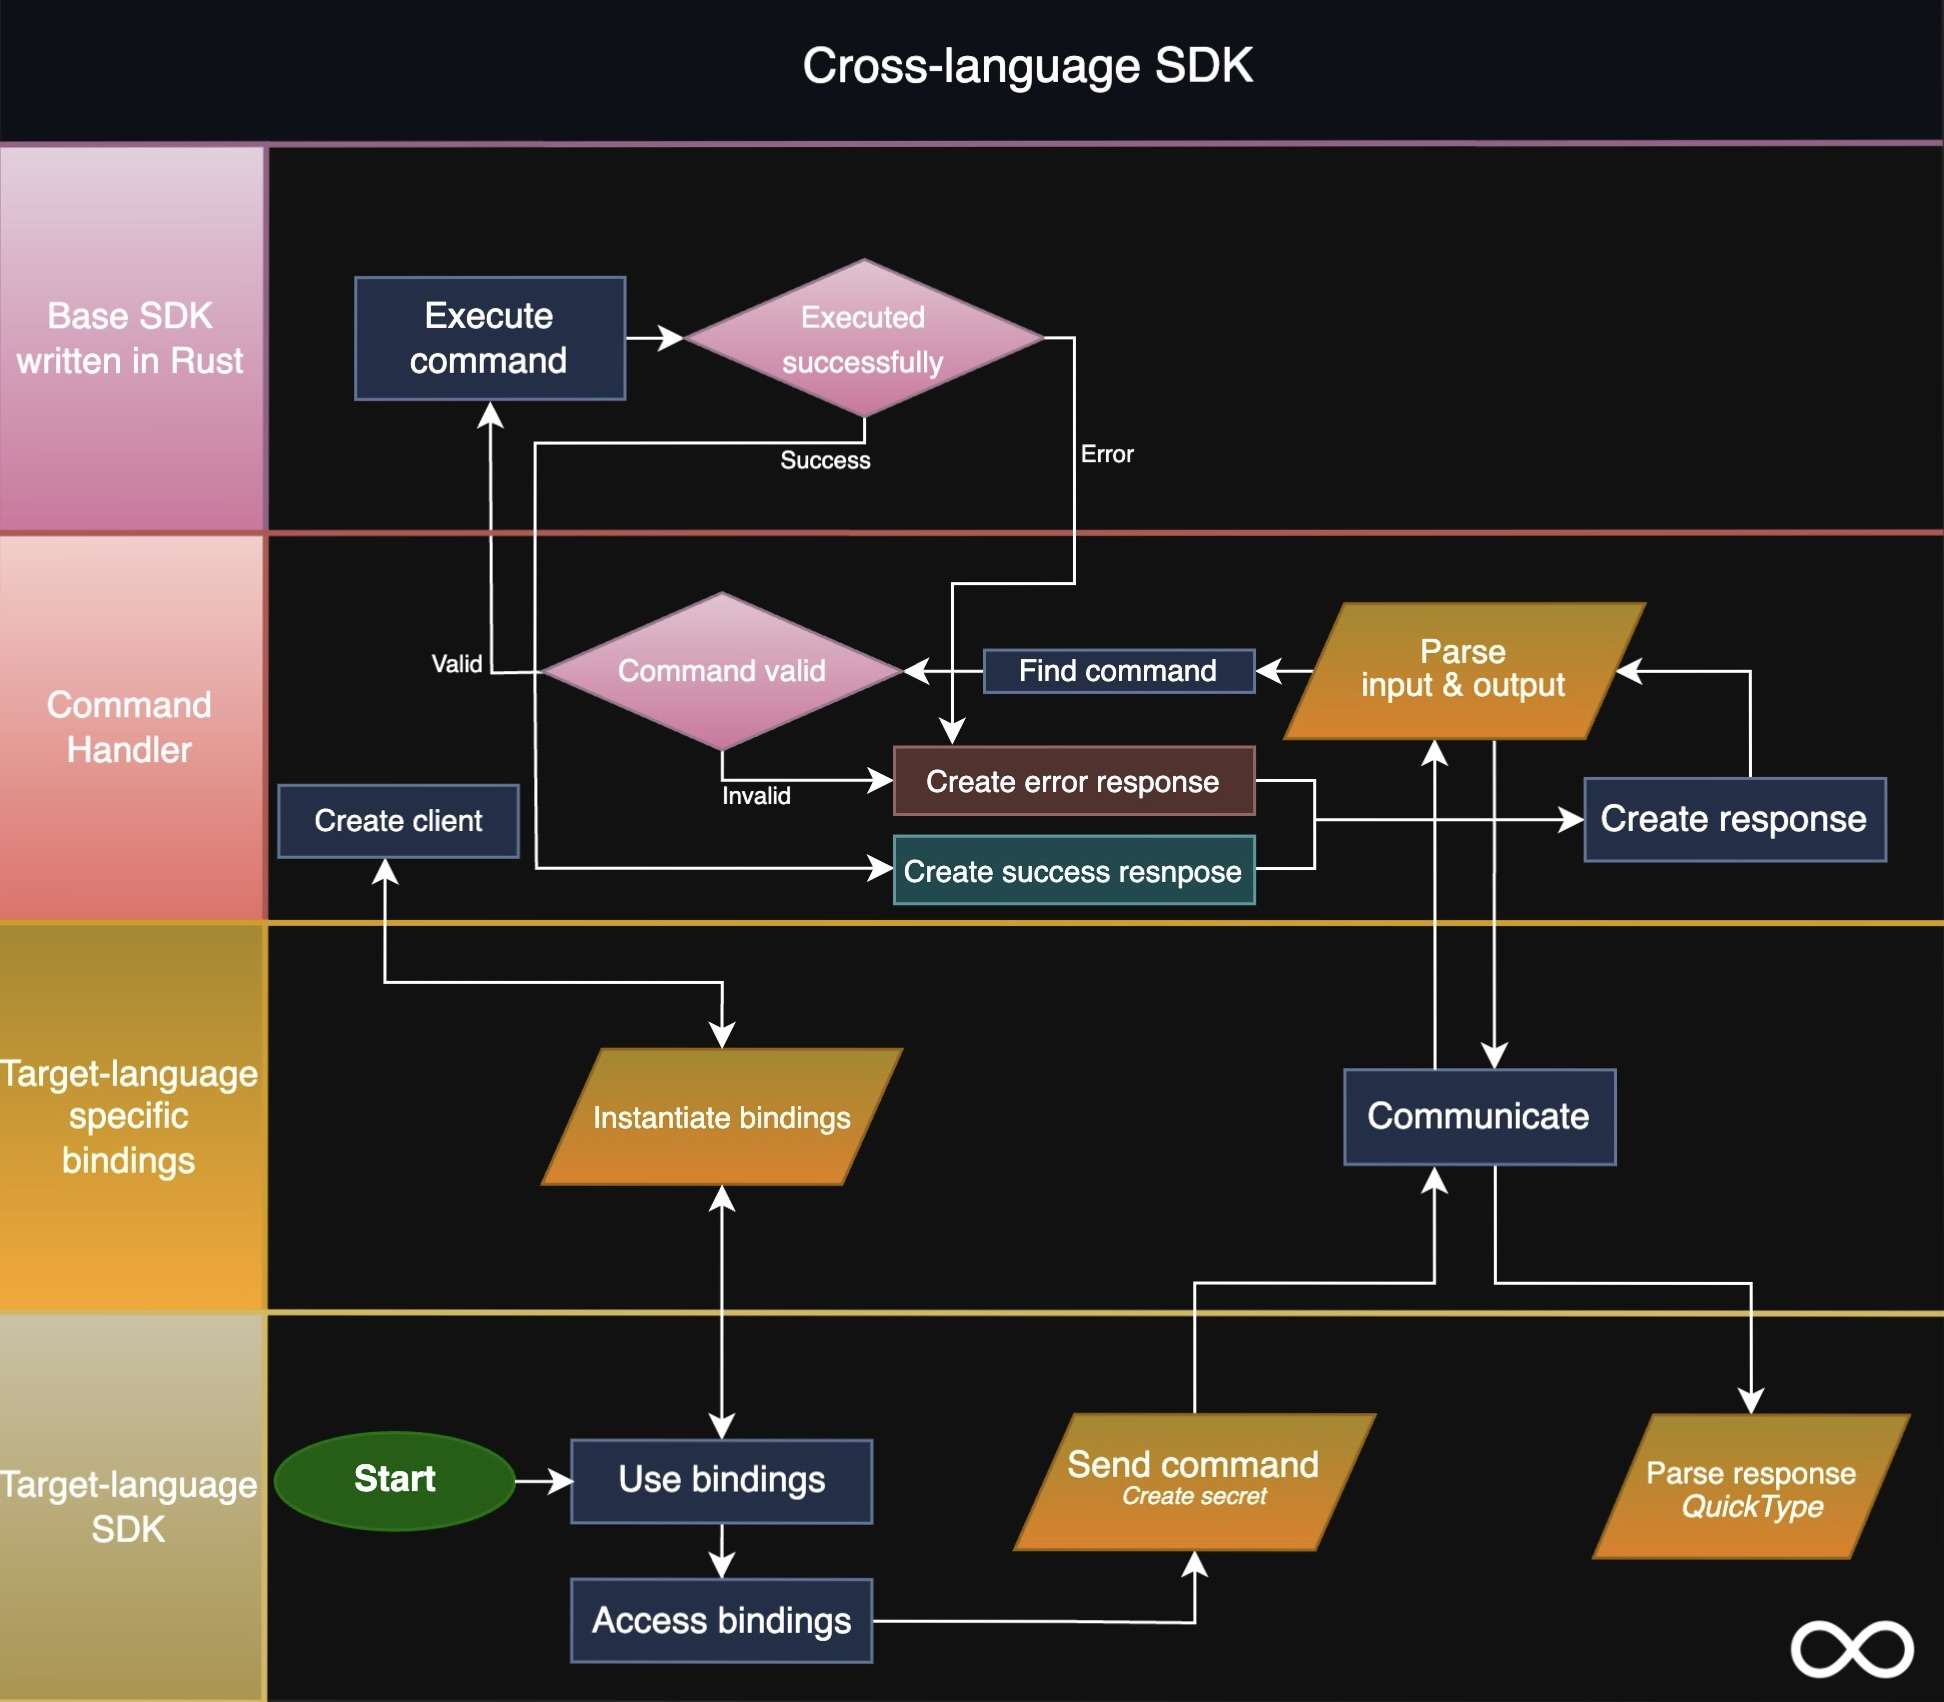 Cross-language SDK
Base SDK
written in Rust
Execute
command
Executed
successfully
Success
Error
Command
Handler
Valid
Command valid
Find command
Parse
input & output
Invalid
Create error response
Create client
Create response
Create success resnpose
Target-language
specific
bindings
Instantiate bindings
Communicate
Target-language
SDK
Start
Use bindings
Send command
Create secret
Parse response
QuickType
Access bindings